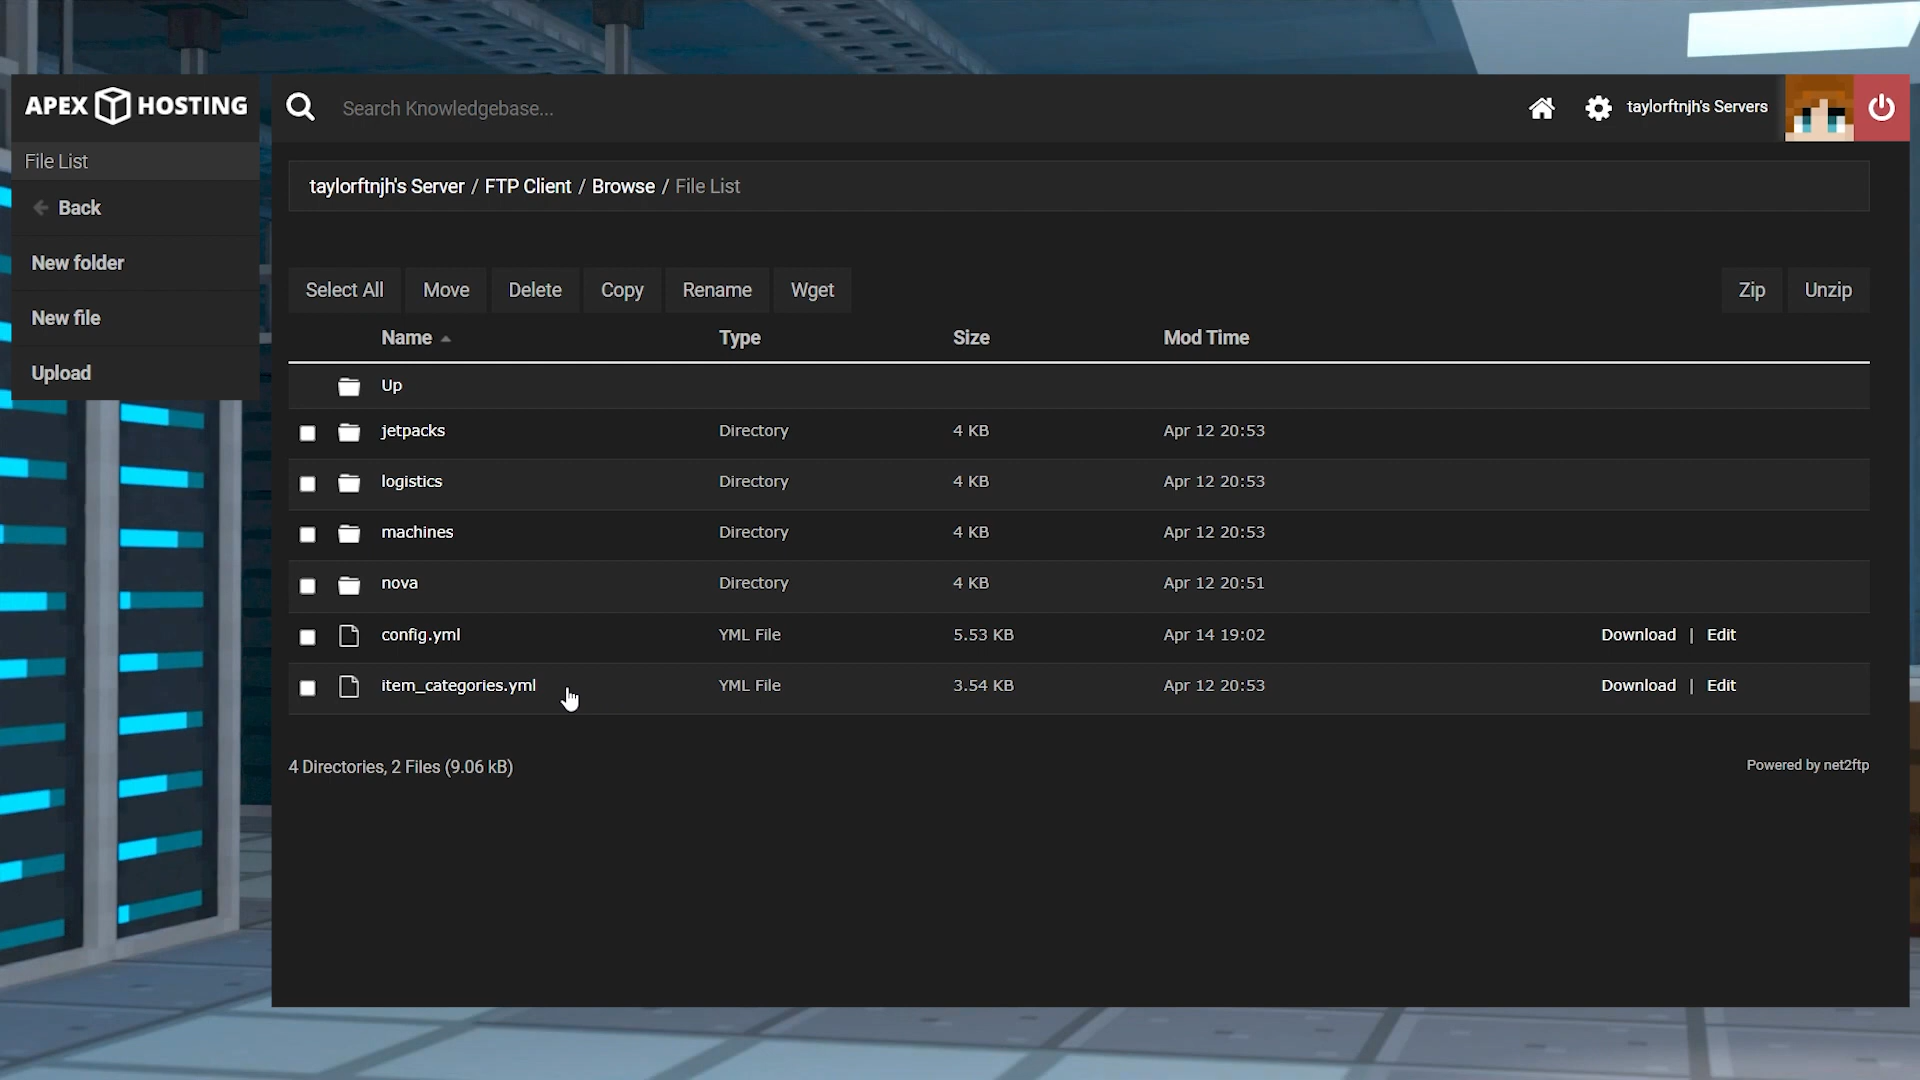 APEX HOSTING
Search Knowledgebase...
taylorftnjh's Servers
File List
Back
New folder
New file
Upload
taylorftnjh's Server / FTP Client / Browse / File List
Select All Move Delete Copy Rename Wget Zip Unzip
Name Type Size Mod Time
Up
jetpacks Directory 4 KB Apr 12 20:53
logistics Directory 4 KB Apr 12 20:53
machines Directory 4 KB Apr 12 20:53
nova Directory 4 KB Apr 12 20:51
config.yml YML File 5.53 KB Apr 14 19:02 Download | Edit
item_categories.yml YML File 3.54 KB Apr 12 20:53 Download | Edit
4 Directories, 2 Files (9.06 kB)
Powered by net2ftp